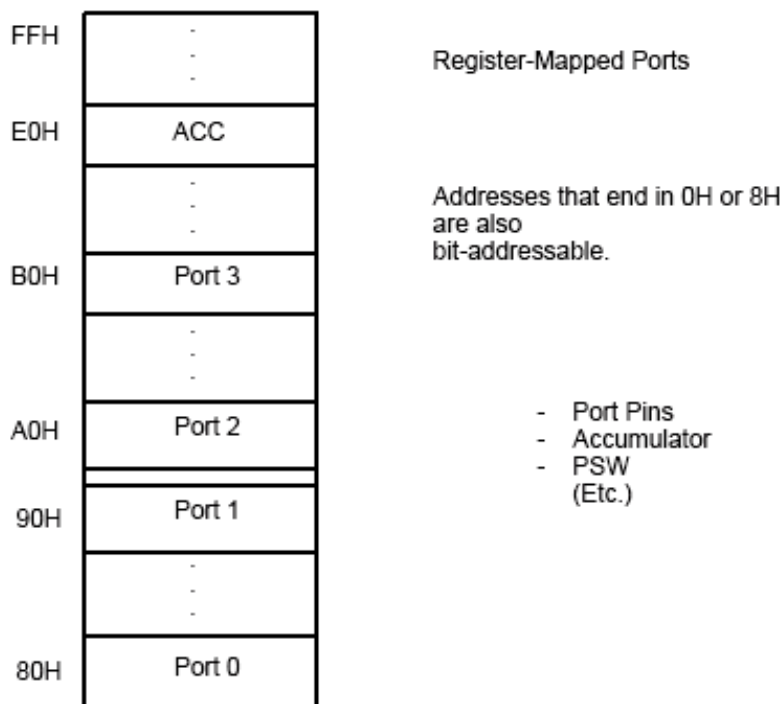 FFH
.
.
.
Register-Mapped Ports
E0H
ACC
.
.
.
Addresses that end in 0H or 8H
are also
bit-addressable.
B0H
Port 3
.
.
.
A0H
Port 2
- Port Pins
- Accumulator
- PSW
(Etc.)
90H
Port 1
.
.
.
80H
Port 0